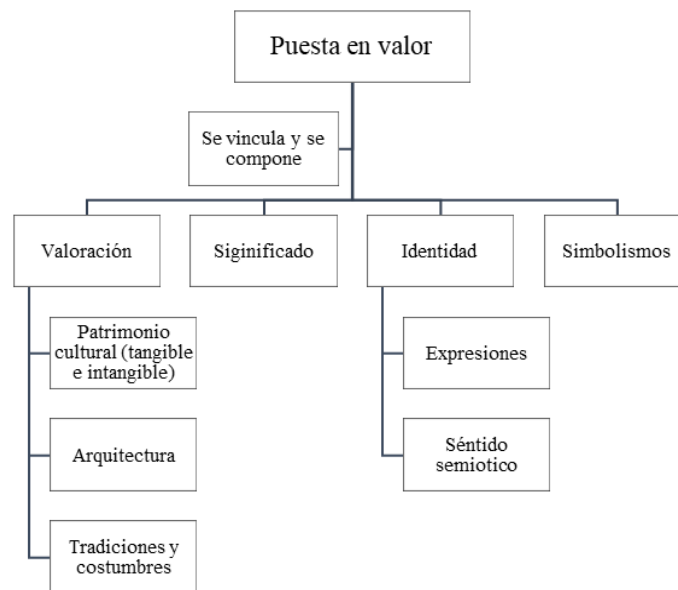 Puesta en valor
Se vincula y se
compone
Valoración
Siginificado
Identidad
Simbolismos
Patrimonio
cultural (tangible
e intangible)
Arquitectura
Tradiciones y
costumbres
Expresiones
Séntido
semiotico